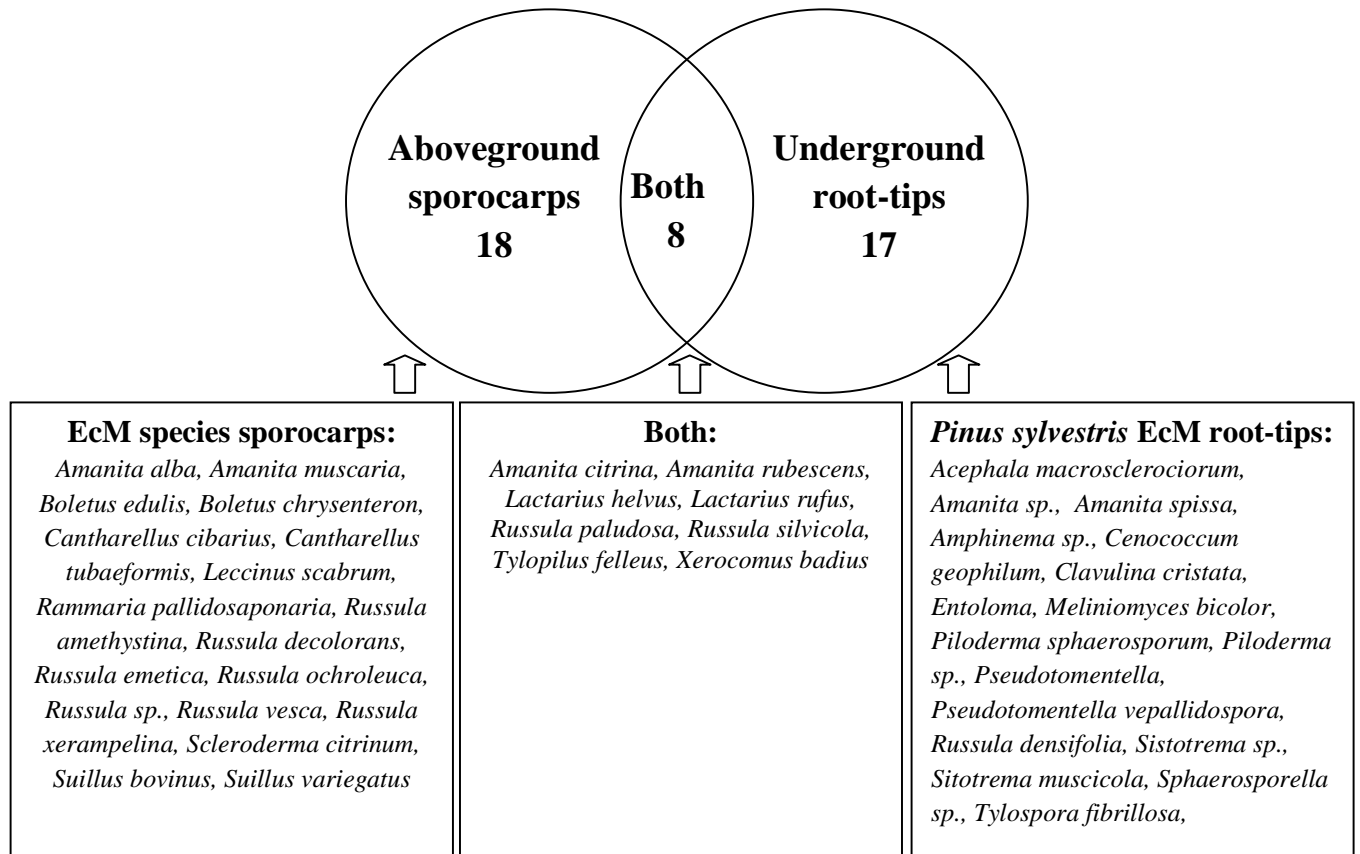 Aboveground
sporocarps
18
Both
8
Underground
root-tips
17
EcM species sporocarps:
Amanita alba, Amanita muscaria,
Boletus edulis, Boletus chrysenteron,
Cantharellus cibarius, Cantharellus
tubaeformis, Leccinus scabrum,
Rammaria pallidosaponaria, Russula
amethystina, Russula decolorans,
Russula emetica, Russula ochroleuca,
Russula sp., Russula vesca, Russula
xerampelina, Scleroderma citrinum,
Suillus bovinus, Suillus variegatus
Both:
Amanita citrina, Amanita rubescens,
Lactarius helvus, Lactarius rufus,
Russula paludosa, Russula silvicola,
Tylopilus felleus, Xerocomus badius
Pinus sylvestris EcM root-tips:
Acephala macrosclerociorum,
Amanita sp., Amanita spissa,
Amphinema sp., Cenococcum
geophilum, Clavulina cristata,
Entoloma, Meliniomyces bicolor,
Piloderma sphaerosporum, Piloderma
sp., Pseudotomentella,
Pseudotomentella vepallidospora,
Russula densifolia, Sistotrema sp.,
Sitotrema muscicola, Sphaerosporella
sp., Tylospora fibrillosa,